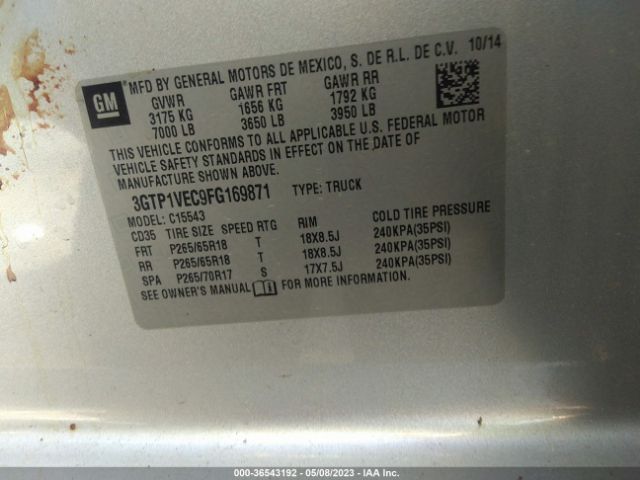 GM
MFD BY GENERAL MOTORS DE MEXICO, S. DE R.L. DE C.V. 10/14
GVWR GAWR FRT GAWR RR
3175 KG 1656 KG 1792 KG
7000 LB 3650 LB 3950 LB
THIS VEHICLE CONFORMS TO ALL APPLICABLE U.S. FEDERAL MOTOR
VEHICLE SAFETY STANDARDS IN EFFECT ON THE DATE OF
MANUFACTURE SHOWN ABOVE.
3GTP1VEC9FG169871 TYPE: TRUCK
MODEL: C15543
CD35 TIRE SIZE SPEED RTG RIM COLD TIRE PRESSURE
FRT P265/65R18 T 18X8.5J 240KPA(35PSI)
RR P265/65R18 T 18X8.5J 240KPA(35PSI)
SPA P265/70R17 S 17X7.5J 240KPA(35PSI)
SEE OWNER'S MANUAL FOR MORE INFORMATION.
000-36543192 - 05/08/2023 - IAA Inc.